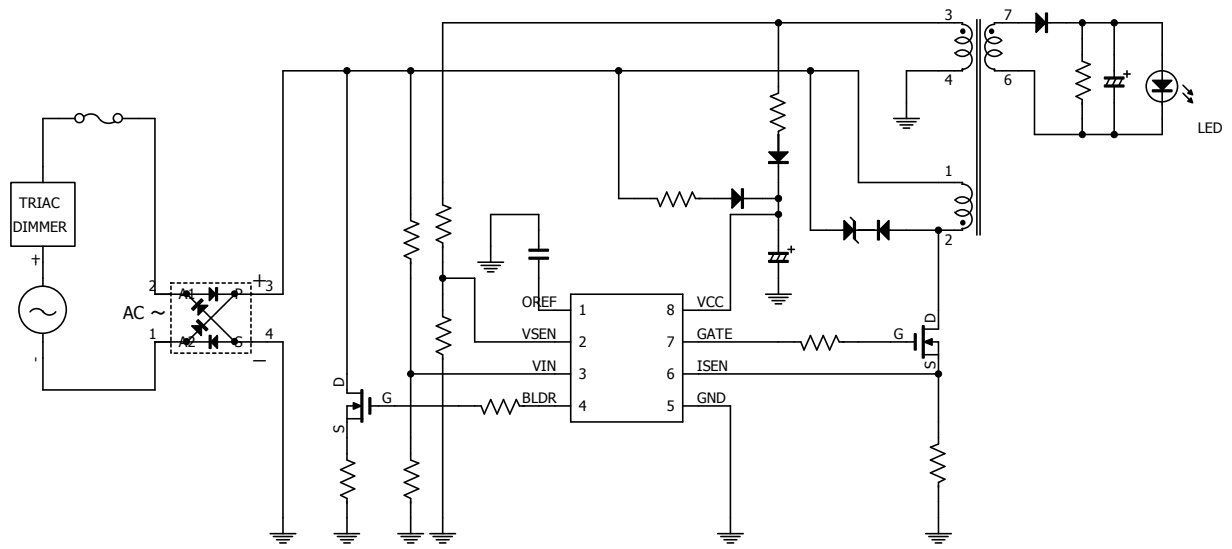 3
7
4
6
LED
1
2
TRIAC
DIMMER
+
-
AC ~
2
A1
P
+
3
1
A2
S
4
-
OREF
1
8
VCC
VSEN
2
7
GATE
G
D
S
VIN
3
6
ISEN
BLDR
4
5
GND
D
G
S
+
+